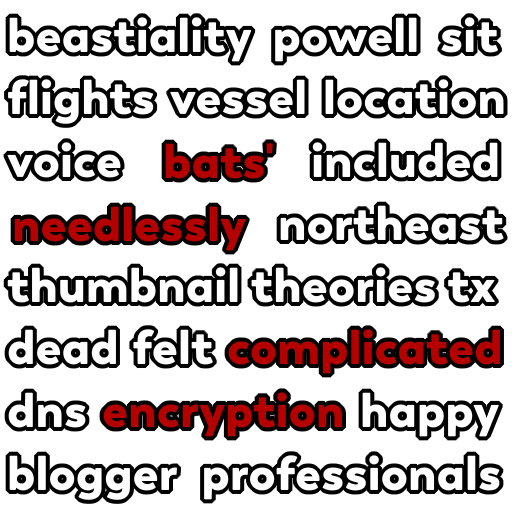 beastiality powell sit
flights vessel location
voice bats' included
needlessly northeast
thumbnail theories tx
dead felt complicated
dns encryption happy
blogger professionals